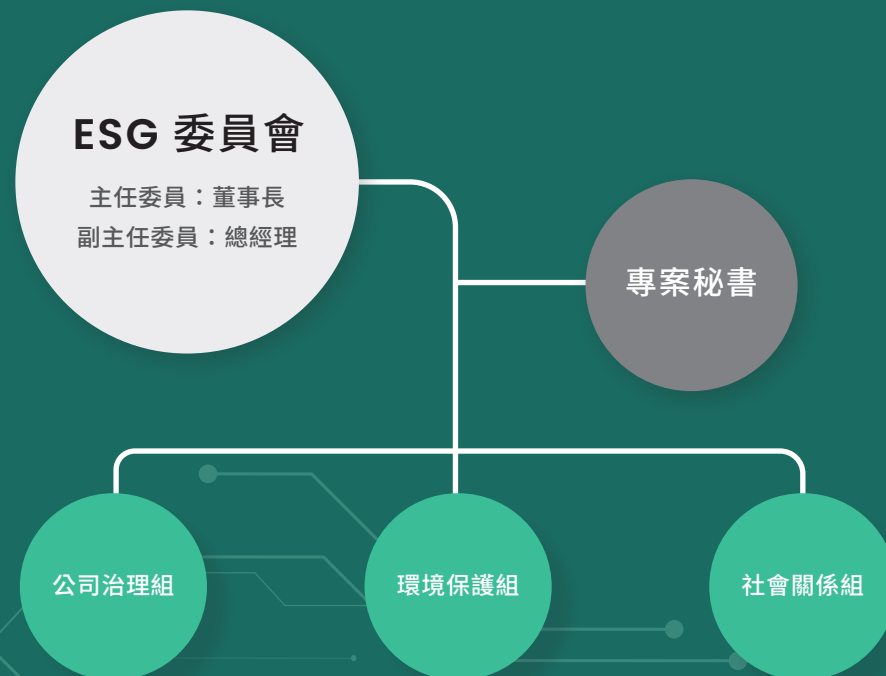 ESG 委員會
主任委員：董事長
副主任委員：總經理
專案秘書
公司治理組
環境保護組
社會關係組